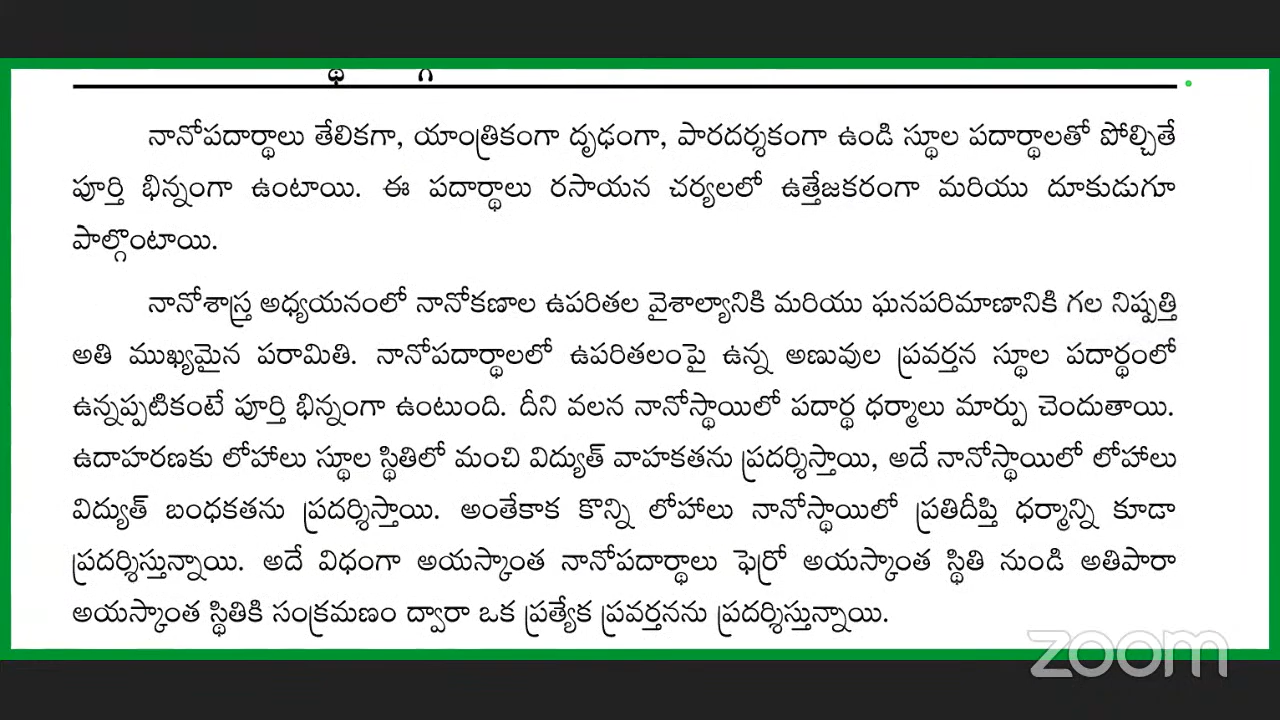 నానోపదార్థాలు తేలికగా, యాంత్రికంగా దృఢంగా, పారదర్శకంగా ఉండి స్థూల పదార్థాలతో పోల్చితే
పూర్తి భిన్నంగా ఉంటాయి. ఈ పదార్థాలు రసాయన చర్యలలో ఉత్తేజకరంగా మరియు దూకుడుగా
పాల్గొంటాయి.
నానోశాస్త్ర అధ్యయనంలో నానోకణాల ఉపరితల వైశాల్యానికి మరియు ఘనపరిమాణానికి గల నిష్పత్తి
అతి ముఖ్యమైన పరామితి. నానోపదార్థాలలో ఉపరితలంపై ఉన్న అణువుల ప్రవర్తన స్థూల పదార్థంలో
ఉన్నప్పటికంటే పూర్తి భిన్నంగా ఉంటుంది. దీని వలన నానోస్థాయిలో పదార్థ ధర్మాలు మార్పు చెందుతాయి.
ఉదాహరణకు లోహాలు స్థూల స్థితిలో మంచి విద్యుత్ వాహకతను ప్రదర్శిస్తాయి, అదే నానోస్థాయిలో లోహాలు
విద్యుత్ బంధకతను ప్రదర్శిస్తాయి. అంతేకాక కొన్ని లోహాలు నానోస్థాయిలో ప్రతిదీప్తి ధర్మాన్ని కూడా
ప్రదర్శిస్తున్నాయి. అదే విధంగా అయస్కాంత నానోపదార్థాలు ఫెర్రో అయస్కాంత స్థితి నుండి అతిపారా
అయస్కాంత స్థితికి సంక్రమణం ద్వారా ఒక ప్రత్యేక ప్రవర్తనను ప్రదర్శిస్తున్నాయి.
zoom